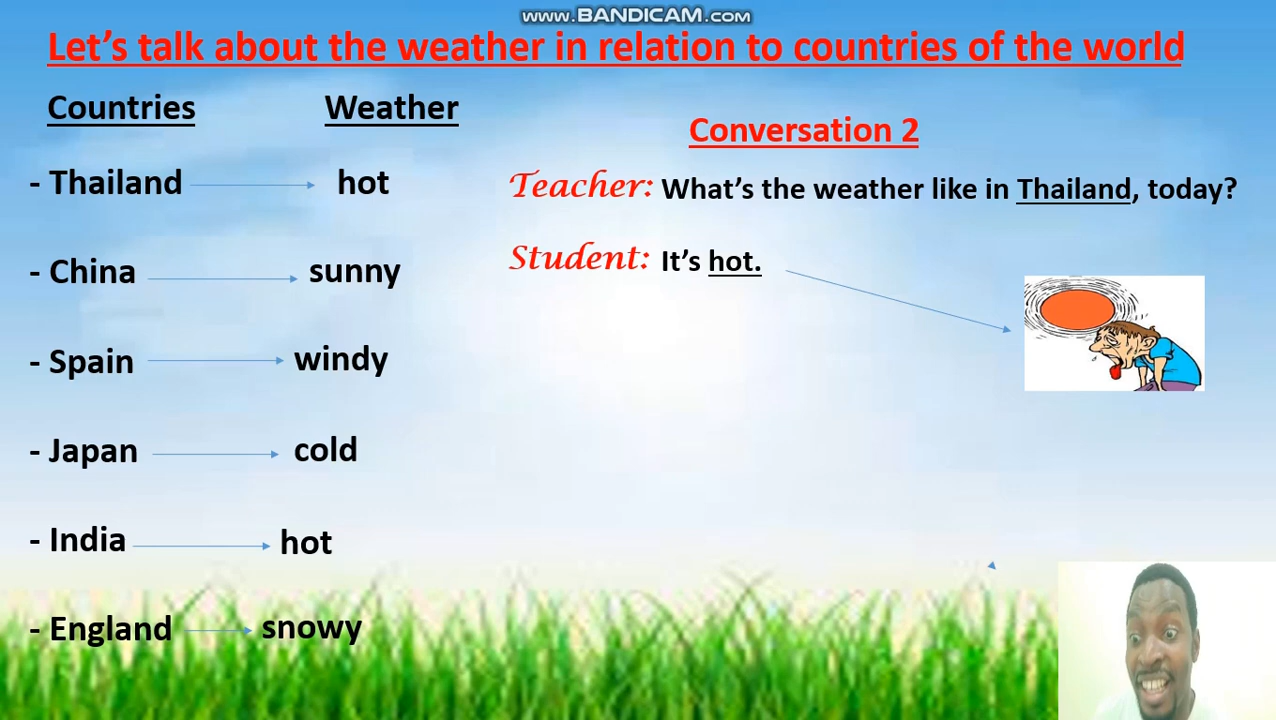 www.BANDICAM.com
Let's talk about the weather in relation to countries of the world
Countries Weather
- Thailand hot
- China sunny
- Spain windy
- Japan cold
- India hot
- England snowy
Conversation 2
Teacher: What's the weather like in Thailand, today?
Student: It's hot.